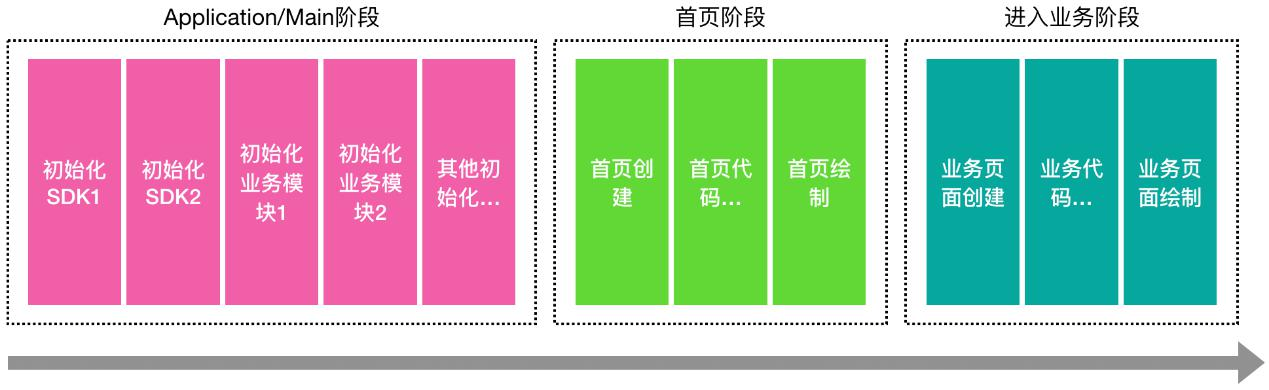 Application/Main阶段
首页阶段
进入业务阶段
初始化
SDK1
初始化
SDK2
初始化
业务模
块1
初始化
业务模
块2
其他初
始化...
首页创
建
首页代
码...
首页绘
制
业务页
面创建
业务代
码...
业务页
面绘制